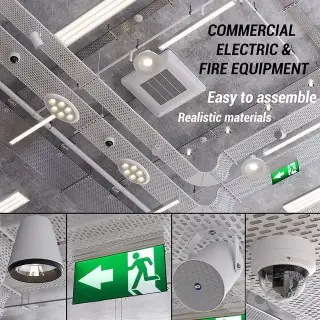 COMMERCIAL
ELECTRIC &
FIRE EQUIPMENT
Easy to assemble
Realistic materials